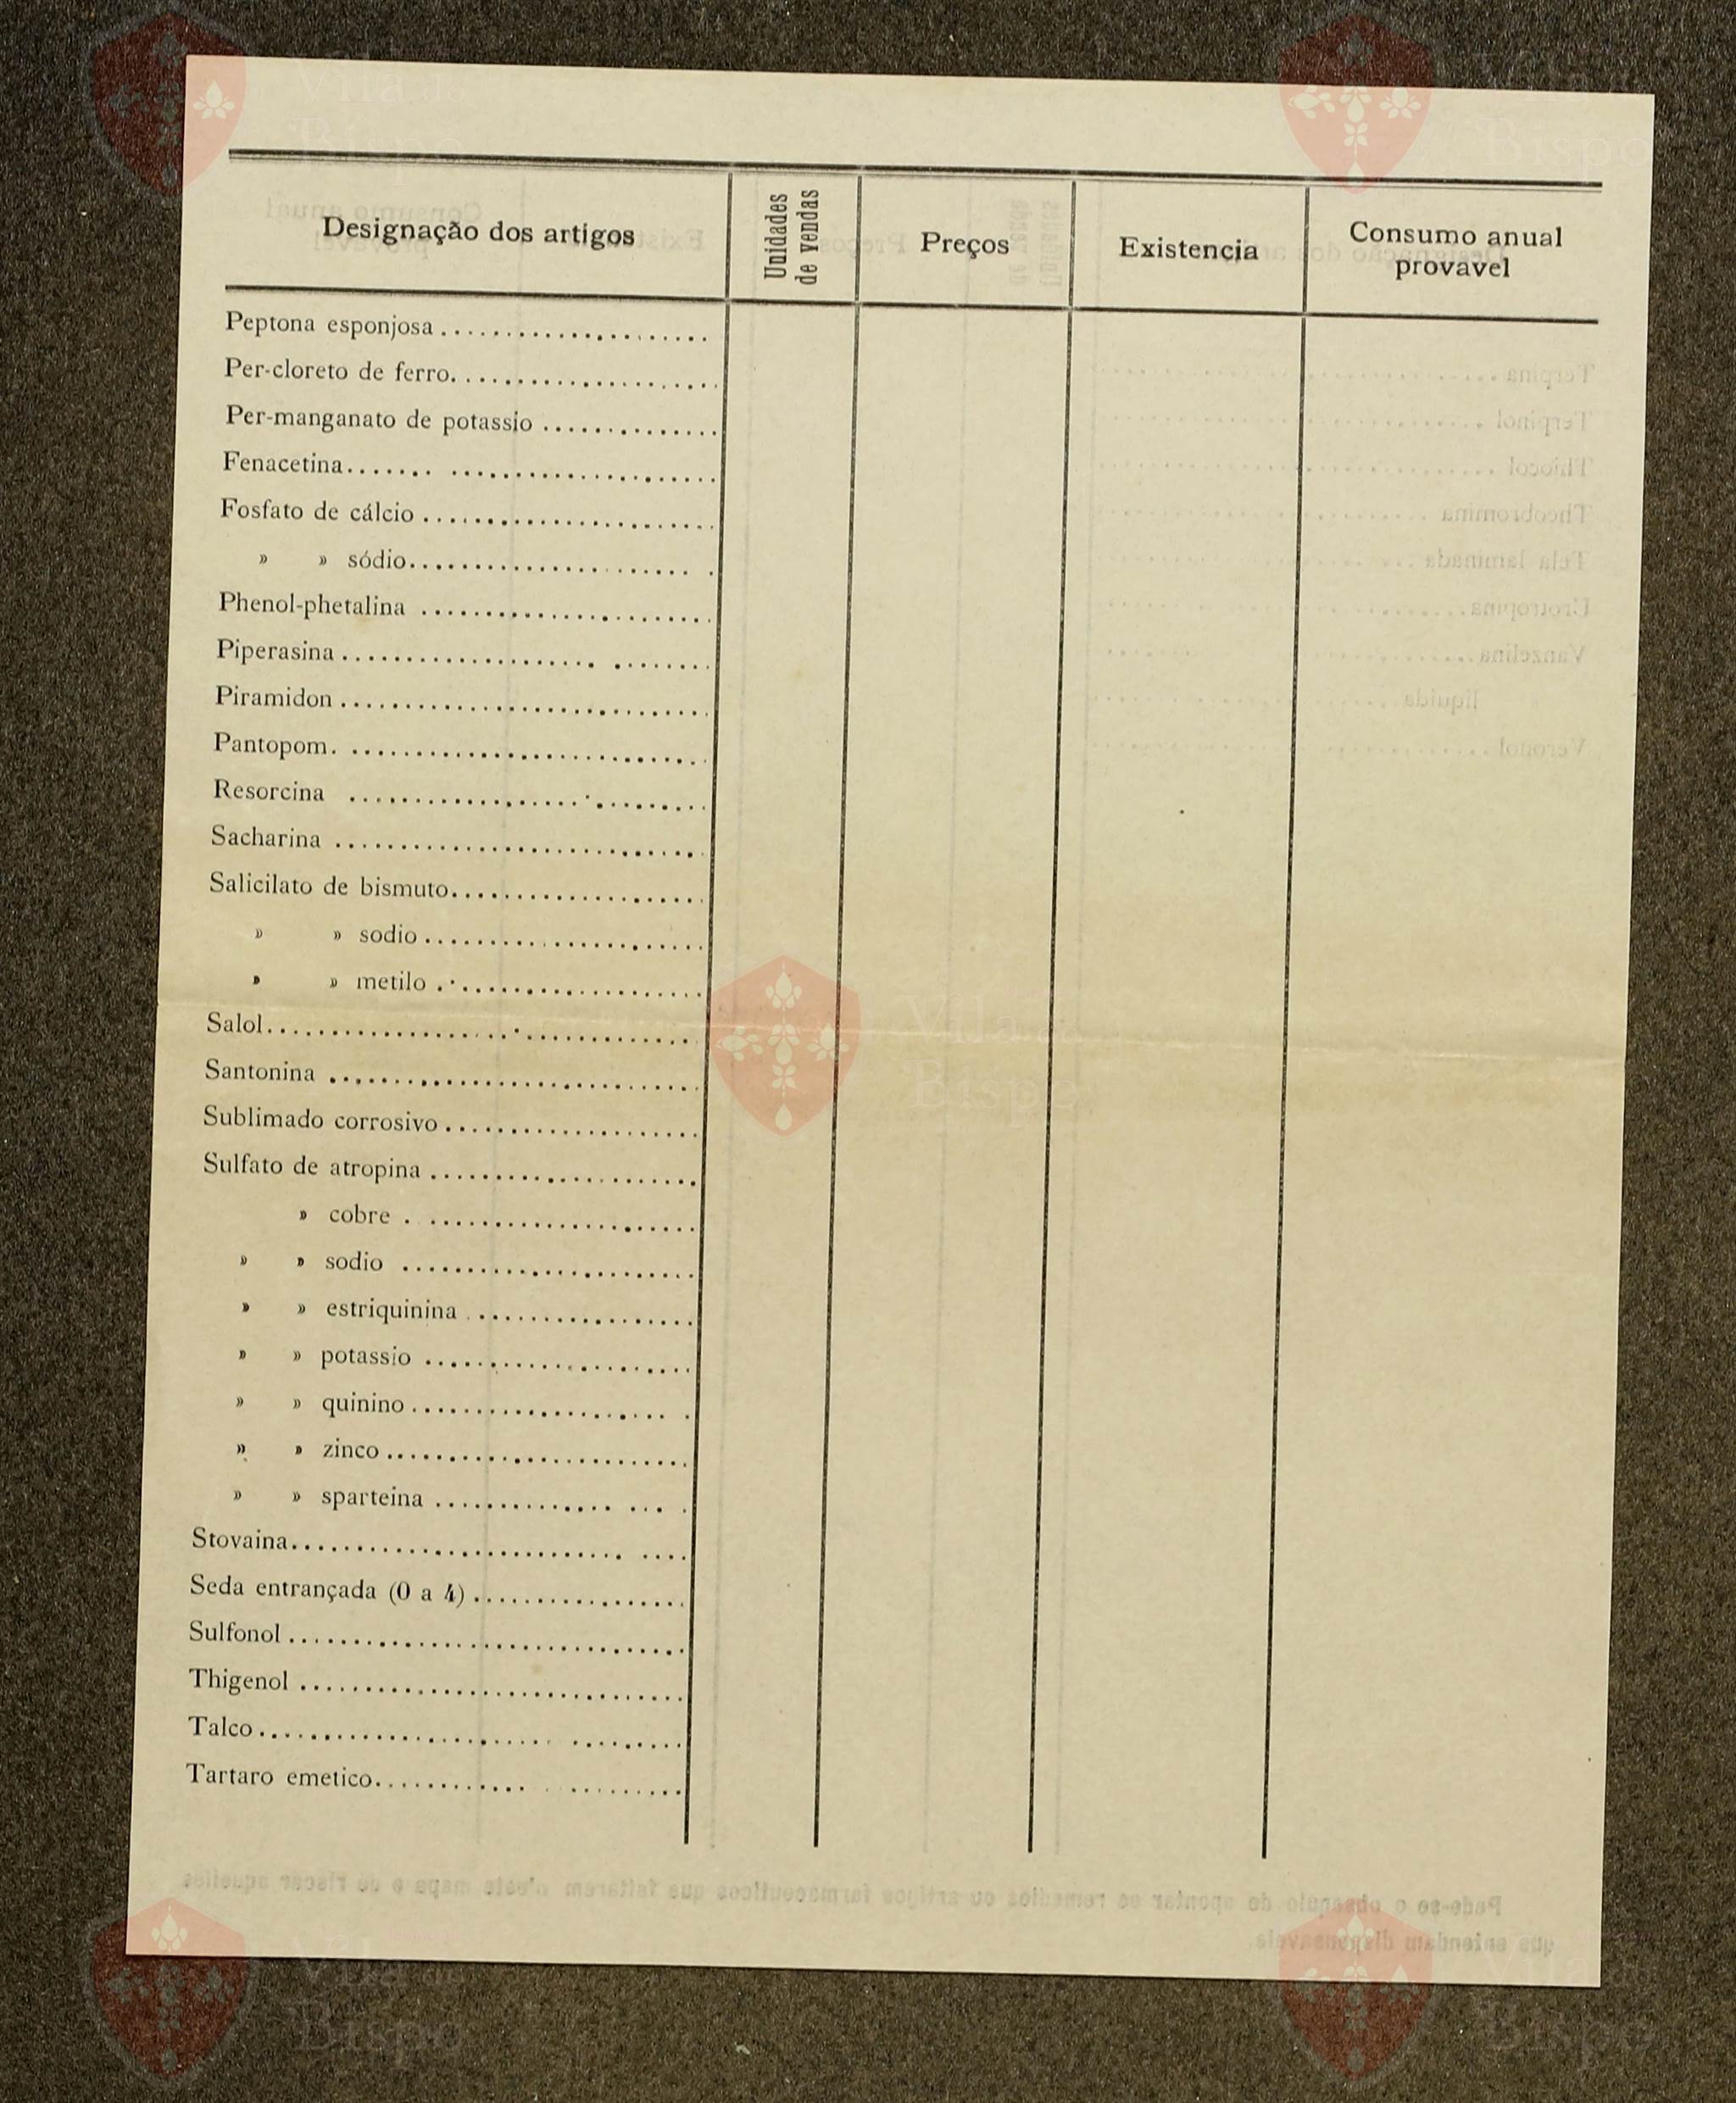 Designação dos artigos
Unidades
de vendas
Preços
Existencia
Consumo anual
provavel
Peptona esponjosa
Per-cloreto de ferro
Per-manganato de potassio
Fenacetina
Fosfato de cálcio
» » sódio
Phenol-phetalina
Piperasina
Piramidon
Pantopom
Resorcina
Sacharina
Salicilato de bismuto
» » sodio
» » metilo
Salol
Santonina
Sublimado corrosivo
Sulfato de atropina
» cobre
» » sodio
» » estriquinina
» » potassio
» » quinino
» » zinco
» » sparteina
Stovaina
Seda entrançada (0 a 4)
Sulfonol
Thigenol
Talco
Tartaro emetico
Vila do
Bispo